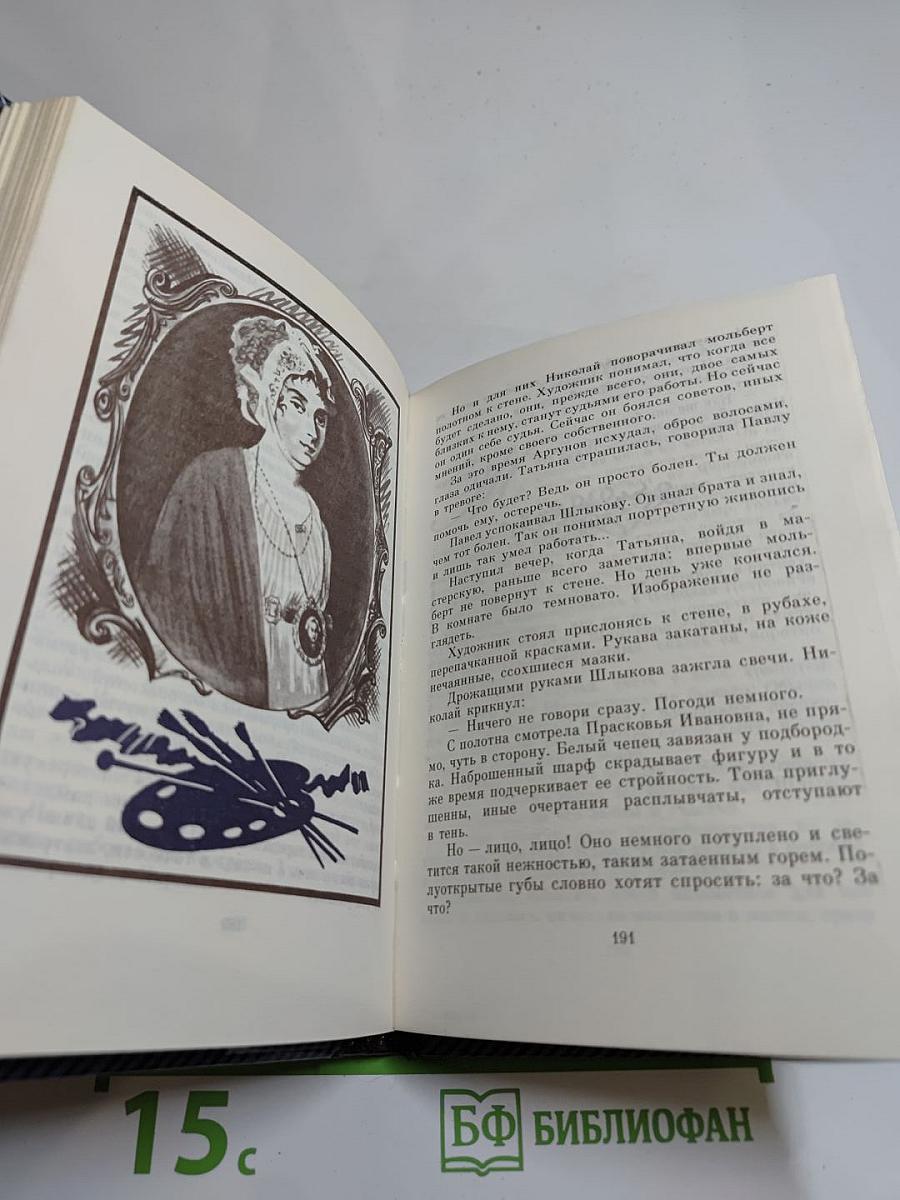 Но и для них Николай поворачивал мольберт
полотном к стене. Художник понимал, что когда все
будет сделано, они, прежде всего, они, двое самых
близких к нему, станут судьями его работы. Но сейчас
он один себе судья. Сейчас он боялся советов, иных
мнений, кроме своего собственного.
За это время Аргунов исхудал, оброс волосами,
глаза одичали. Татьяна страшилась, говорила Павлу
в тревоге:
— Что будет? Ведь он просто болен. Ты должен
помочь ему, остеречь.
Павел успокаивал Шлыкову. Он знал брата и знал,
чем тот болен. Так он понимал портретную живопись
и лишь так умел работать...
Наступил вечер, когда Татьяна, войдя в ма-
стерскую, раньше всего заметила: впервые моль-
берт не повернут к стене. Но день уже кончался.
В комнате было темновато. Изображение не раз-
глядеть.
Художник стоял прислонясь к стене, в рубахе,
перепачканной красками. Рукава закатаны, на коже
нечаянные, ссохшиеся мазки.
Дрожащими руками Шлыкова зажгла свечи. Ни-
колай крикнул:
— Ничего не говори сразу. Погоди немного.
С полотна смотрела Прасковья Ивановна, не пря-
мо, чуть в сторону. Белый чепец завязан у подбород-
ка. Наброшенный шарф скрадывает фигуру и в то
же время подчеркивает ее стройность. Тона приглу-
шенны, иные очертания расплывчаты, отступают
в тень.
Но — лицо, лицо! Оно немного потуплено и све-
тится такой нежностью, таким затаенным горем. По-
луоткрытые губы словно хотят спросить: за что? За
что?
191
15 с
БФ БИБЛИОФАН